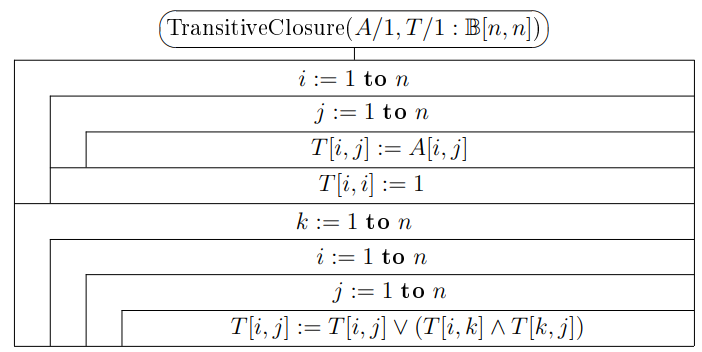 TransitiveClosure(A/1, T/1 : 𝔹[n, n])
i := 1 to n
j := 1 to n
T[i, j] := A[i, j]
T[i, i] := 1
k := 1 to n
i := 1 to n
j := 1 to n
T[i, j] := T[i, j] ∨ (T[i, k] ∧ T[k, j])